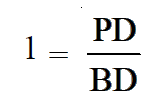 1 = PD
BD